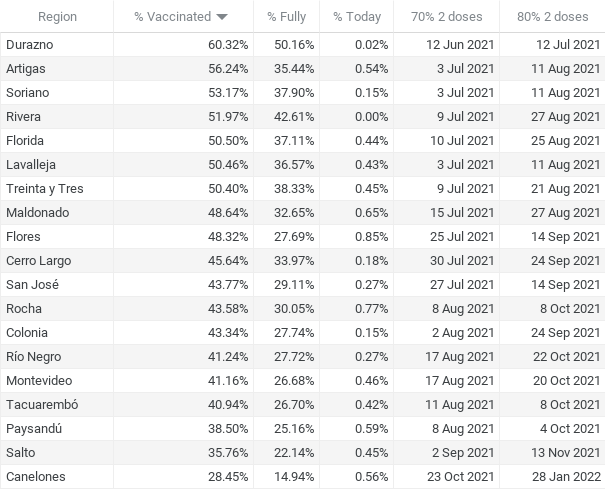 Region % Vaccinated % Fully % Today 70% 2 doses 80% 2 doses
Durazno 60.32% 50.16% 0.02% 12 Jun 2021 12 Jul 2021
Artigas 56.24% 35.44% 0.54% 3 Jul 2021 11 Aug 2021
Soriano 53.17% 37.90% 0.15% 3 Jul 2021 11 Aug 2021
Rivera 51.97% 42.61% 0.00% 9 Jul 2021 27 Aug 2021
Florida 50.50% 37.11% 0.44% 10 Jul 2021 25 Aug 2021
Lavalleja 50.46% 36.57% 0.43% 3 Jul 2021 11 Aug 2021
Treinta y Tres 50.40% 38.33% 0.45% 9 Jul 2021 21 Aug 2021
Maldonado 48.64% 32.65% 0.65% 15 Jul 2021 27 Aug 2021
Flores 48.32% 27.69% 0.85% 25 Jul 2021 14 Sep 2021
Cerro Largo 45.64% 33.97% 0.18% 30 Jul 2021 24 Sep 2021
San José 43.77% 29.11% 0.27% 27 Jul 2021 14 Sep 2021
Rocha 43.58% 30.05% 0.77% 8 Aug 2021 8 Oct 2021
Colonia 43.34% 27.74% 0.15% 2 Aug 2021 24 Sep 2021
Río Negro 41.24% 27.72% 0.27% 17 Aug 2021 22 Oct 2021
Montevideo 41.16% 26.68% 0.46% 17 Aug 2021 20 Oct 2021
Tacuarembó 40.94% 26.70% 0.42% 11 Aug 2021 8 Oct 2021
Paysandú 38.50% 25.16% 0.59% 8 Aug 2021 4 Oct 2021
Salto 35.76% 22.14% 0.45% 2 Sep 2021 13 Nov 2021
Canelones 28.45% 14.94% 0.56% 23 Oct 2021 28 Jan 2022